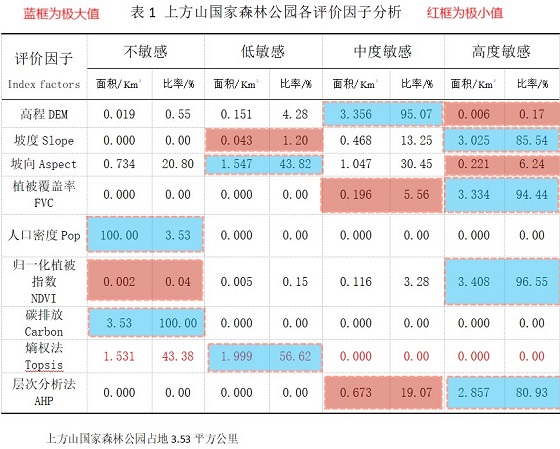 蓝框为极大值 表 1 上方山国家森林公园各评价因子分析 红框为极小值
评价因子 不敏感 低敏感 中度敏感 高度敏感
Index factors 面积/Km² 比率/% 面积/Km² 比率/% 面积/Km² 比率/% 面积/Km² 比率/%
高程 DEM 0.019 0.55 0.151 4.28 3.356 95.07 0.006 0.17
坡度 Slope 0.000 0.00 0.043 1.20 0.468 13.25 3.025 85.54
坡向 Aspect 0.734 20.80 1.547 43.82 1.047 30.45 0.221 6.24
植被覆盖率
FVC 0.000 0.00 0.000 0.00 0.196 5.56 3.334 94.44
人口密度 Pop 100.00 3.53 0.000 0.00 0.000 0.00 0.000 0.00
归一化植被
指数
NDVI 0.002 0.04 0.005 0.15 0.116 3.28 3.408 96.55
碳排放
Carbon 3.53 100.00 0.000 0.00 0.000 0.00 0.000 0.00
熵权法
Topsis 1.531 43.38 1.999 56.62 0.000 0.00 0.000 0.00
层次分析法
AHP 0.000 0.00 0.000 0.00 0.673 19.07 2.857 80.93
上方山国家森林公园占地 3.53 平方公里